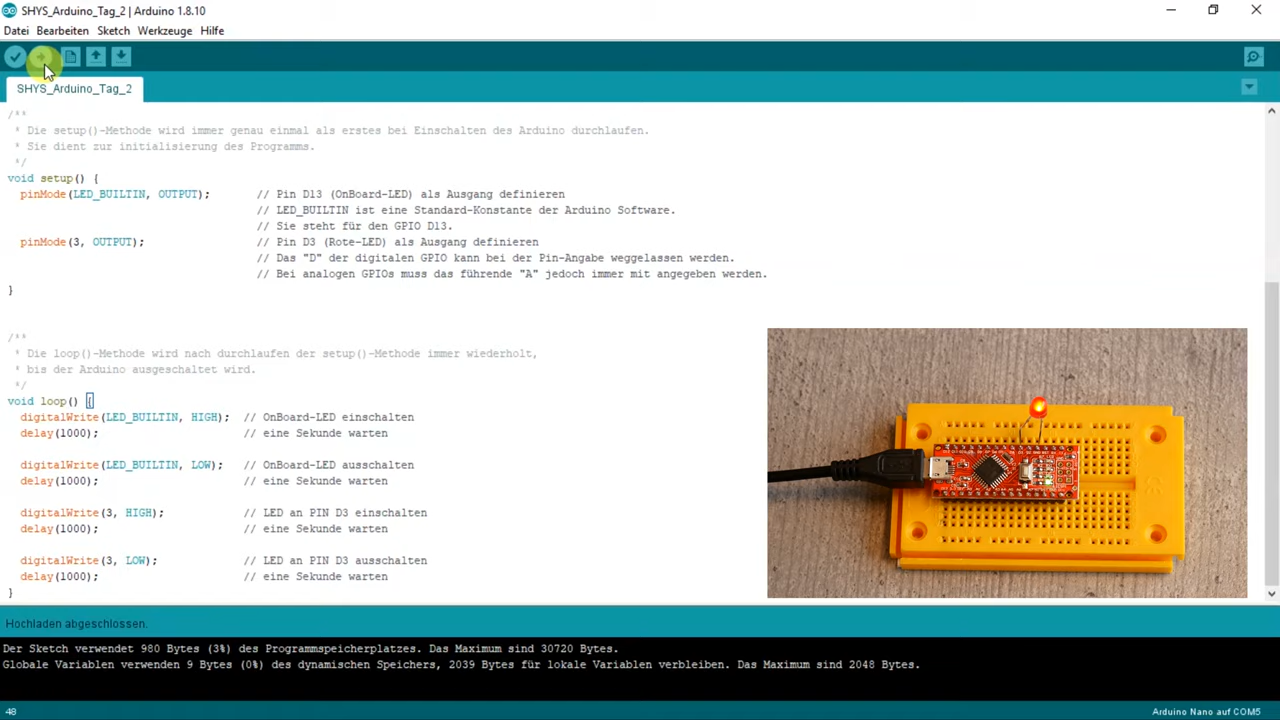 SHYS_Arduino_Tag_2 | Arduino 1.8.10
Datei Bearbeiten Sketch Werkzeuge Hilfe
SHYS_Arduino_Tag_2
/**
* Die setup()-Methode wird immer genau einmal als erstes bei Einschalten des Arduino durchlaufen.
* Sie dient zur initialisierung des Programms.
*/
void setup() {
pinMode(LED_BUILTIN, OUTPUT); // Pin D13 (OnBoard-LED) als Ausgang definieren
// LED_BUILTIN ist eine Standard-Konstante der Arduino Software.
// Sie steht für den GPIO D13.
pinMode(3, OUTPUT); // Pin D3 (Rote-LED) als Ausgang definieren
// Das "D" der digitalen GPIO kann bei der Pin-Angabe weggelassen werden.
// Bei analogen GPIOs muss das führende "A" jedoch immer mit angegeben werden.
}
/**
* Die loop()-Methode wird nach durchlaufen der setup()-Methode immer wiederholt,
* bis der Arduino ausgeschaltet wird.
*/
void loop() {
digitalWrite(LED_BUILTIN, HIGH); // OnBoard-LED einschalten
delay(1000); // eine Sekunde warten
digitalWrite(LED_BUILTIN, LOW); // OnBoard-LED ausschalten
delay(1000); // eine Sekunde warten
digitalWrite(3, HIGH); // LED an PIN D3 einschalten
delay(1000); // eine Sekunde warten
digitalWrite(3, LOW); // LED an PIN D3 ausschalten
delay(1000); // eine Sekunde warten
}
Hochladen abgeschlossen.
Der Sketch verwendet 980 Bytes (3%) des Programmspeicherplatzes. Das Maximum sind 30720 Bytes.
Globale Variablen verwenden 9 Bytes (0%) des dynamischen Speichers, 2039 Bytes für lokale Variablen verbleiben. Das Maximum sind 2048 Bytes.
48 Arduino Nano auf COM5